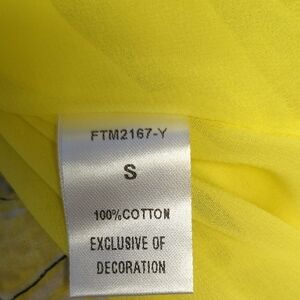 FTM2167-Y
S
100%COTTON
EXCLUSIVE OF
DECORATION